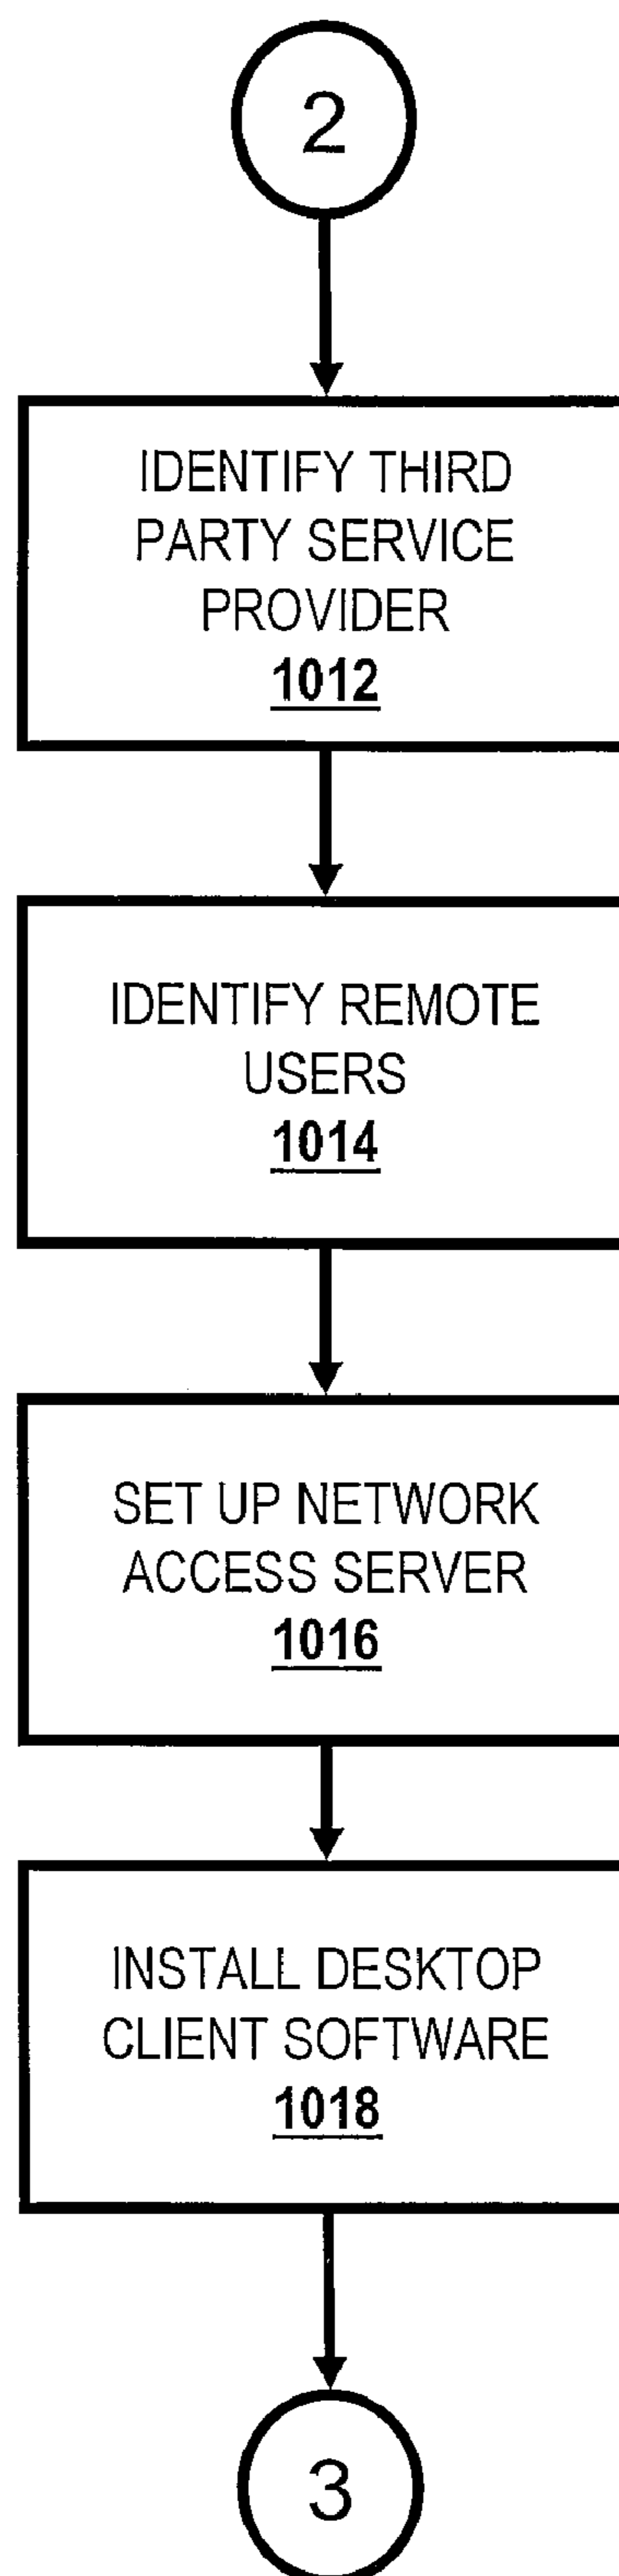 2
IDENTIFY THIRD
PARTY SERVICE
PROVIDER
1012
IDENTIFY REMOTE
USERS
1014
SET UP NETWORK
ACCESS SERVER
1016
INSTALL DESKTOP
CLIENT SOFTWARE
1018
3